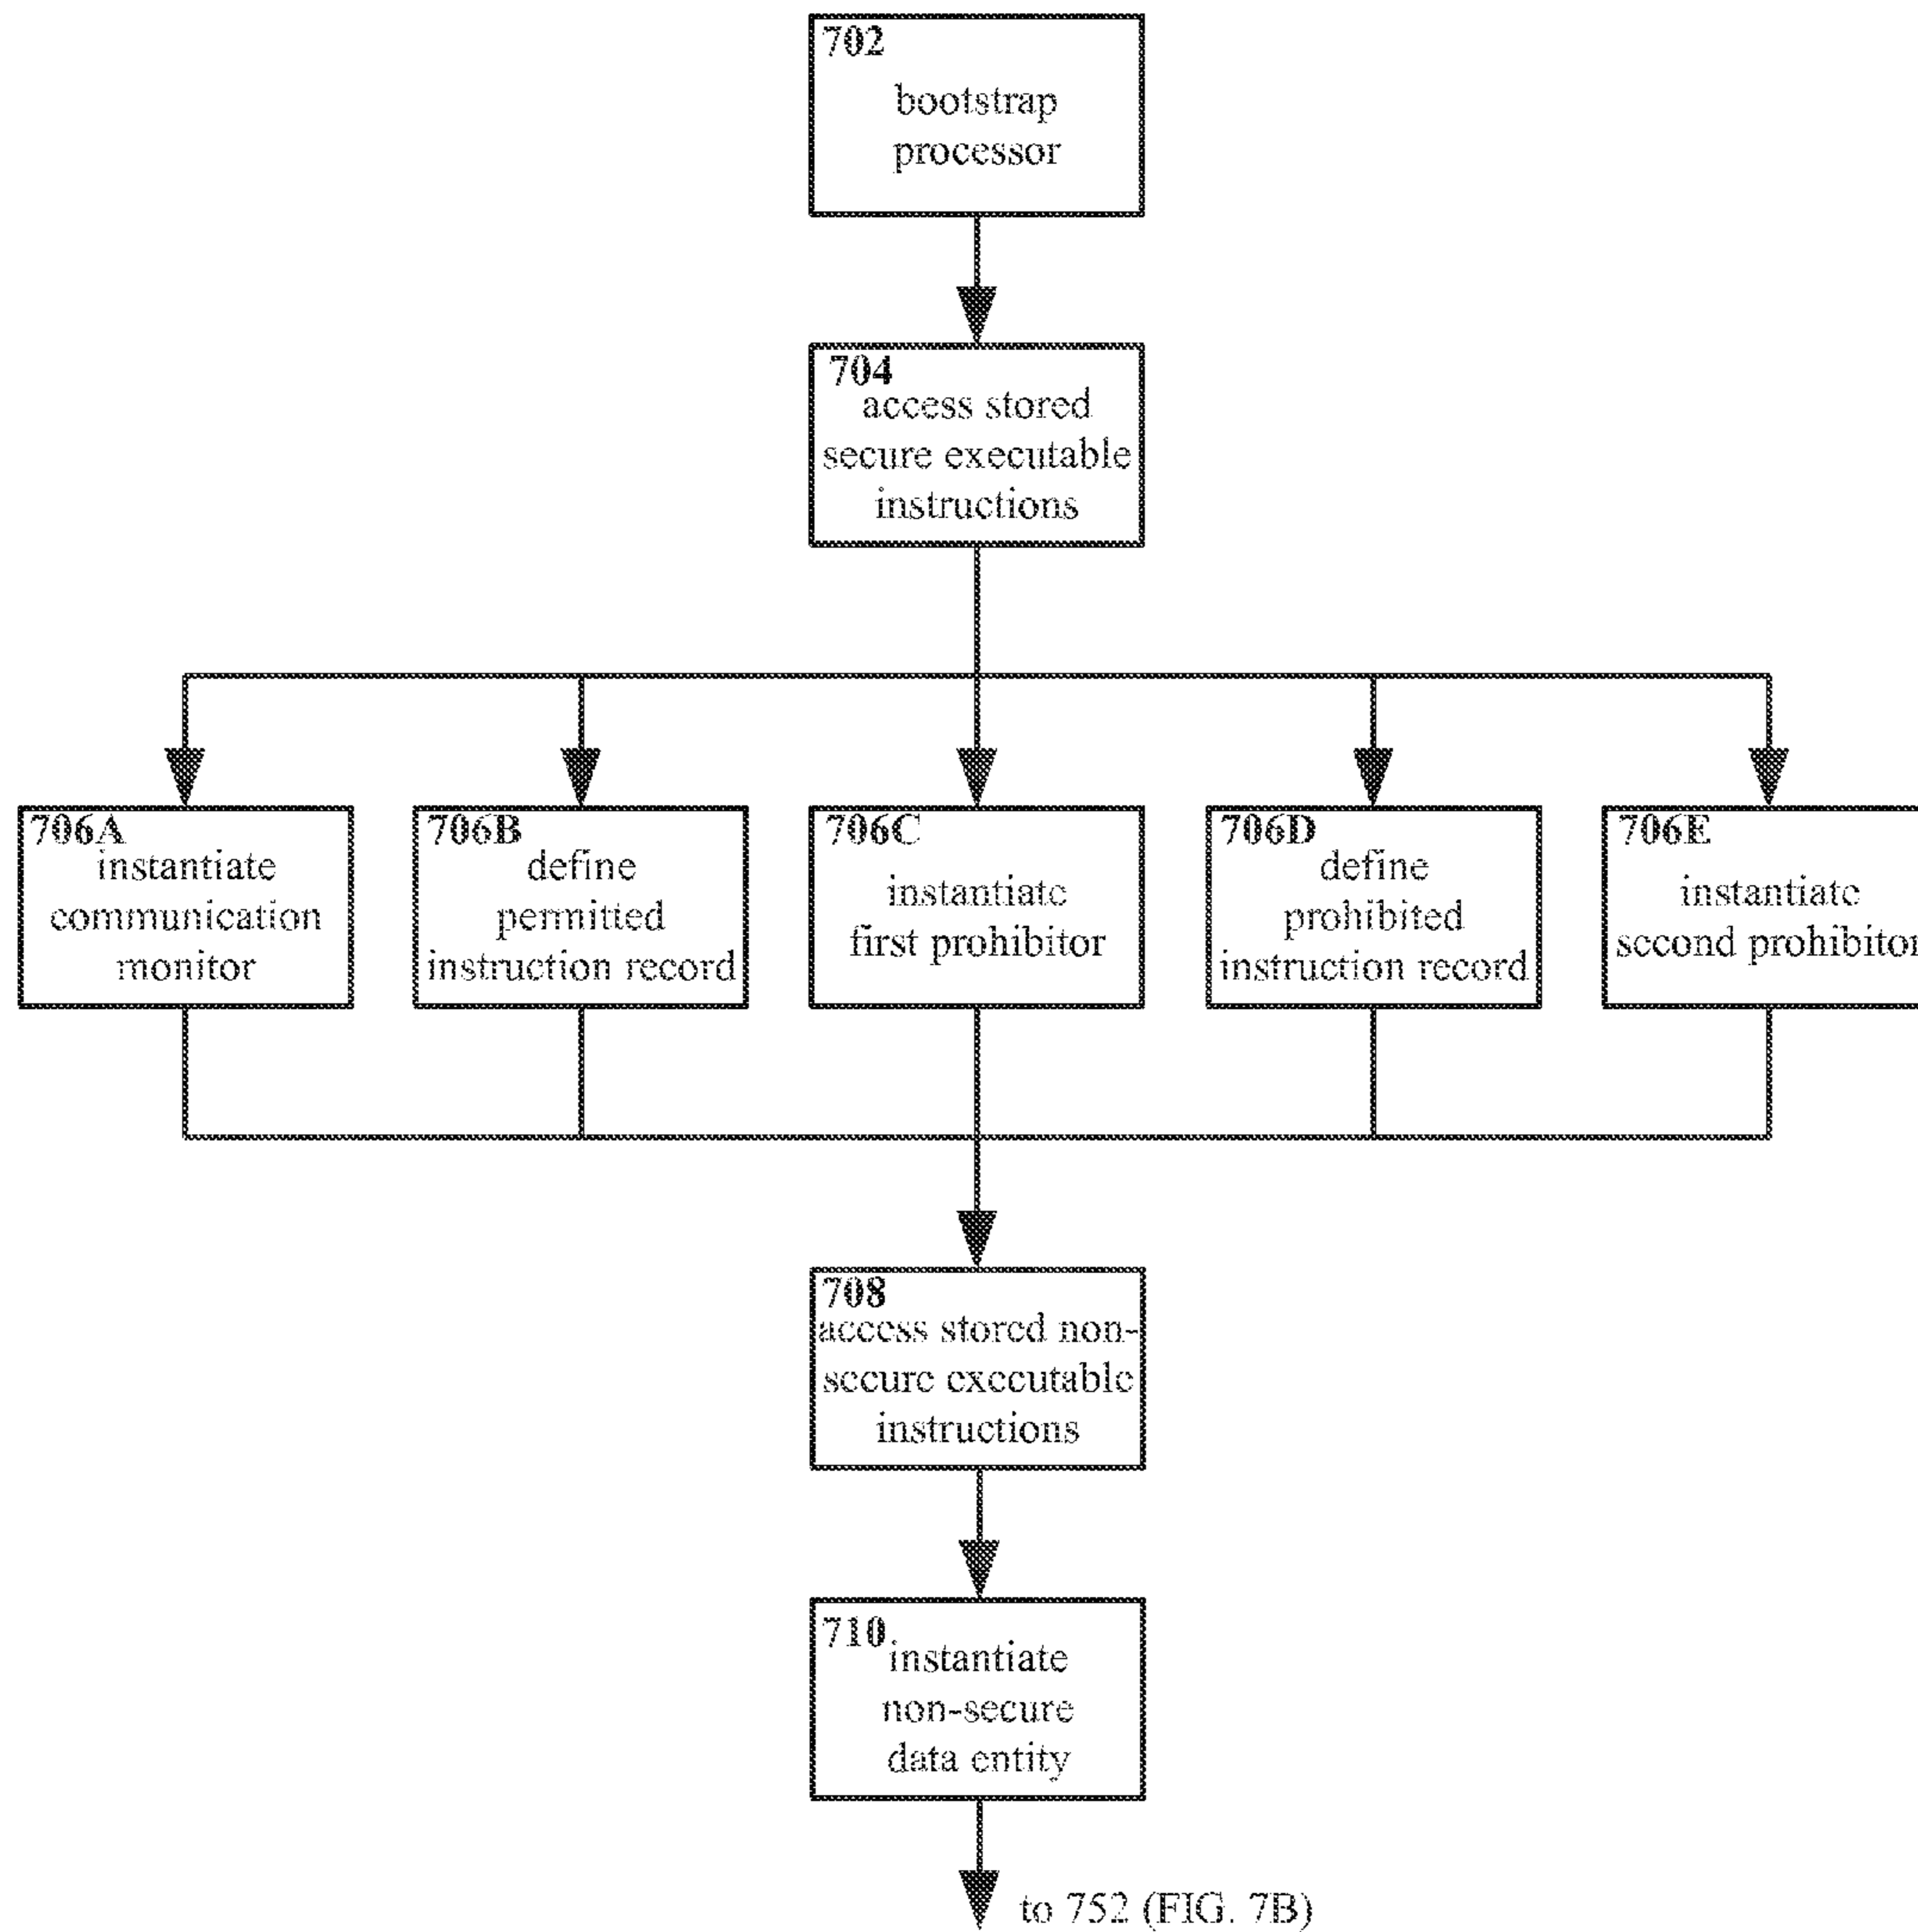 702
bootstrap
processor
704
access stored
secure executable
instructions
706A
instantiate
communication
monitor
706B
define
permitted
instruction record
706C
instantiate
first prohibitor
706D
define
prohibited
instruction record
706E
instantiate
second prohibitor
708
access stored non-
secure executable
instructions
710
instantiate
non-secure
data entity
to 752 (FIG. 7B)